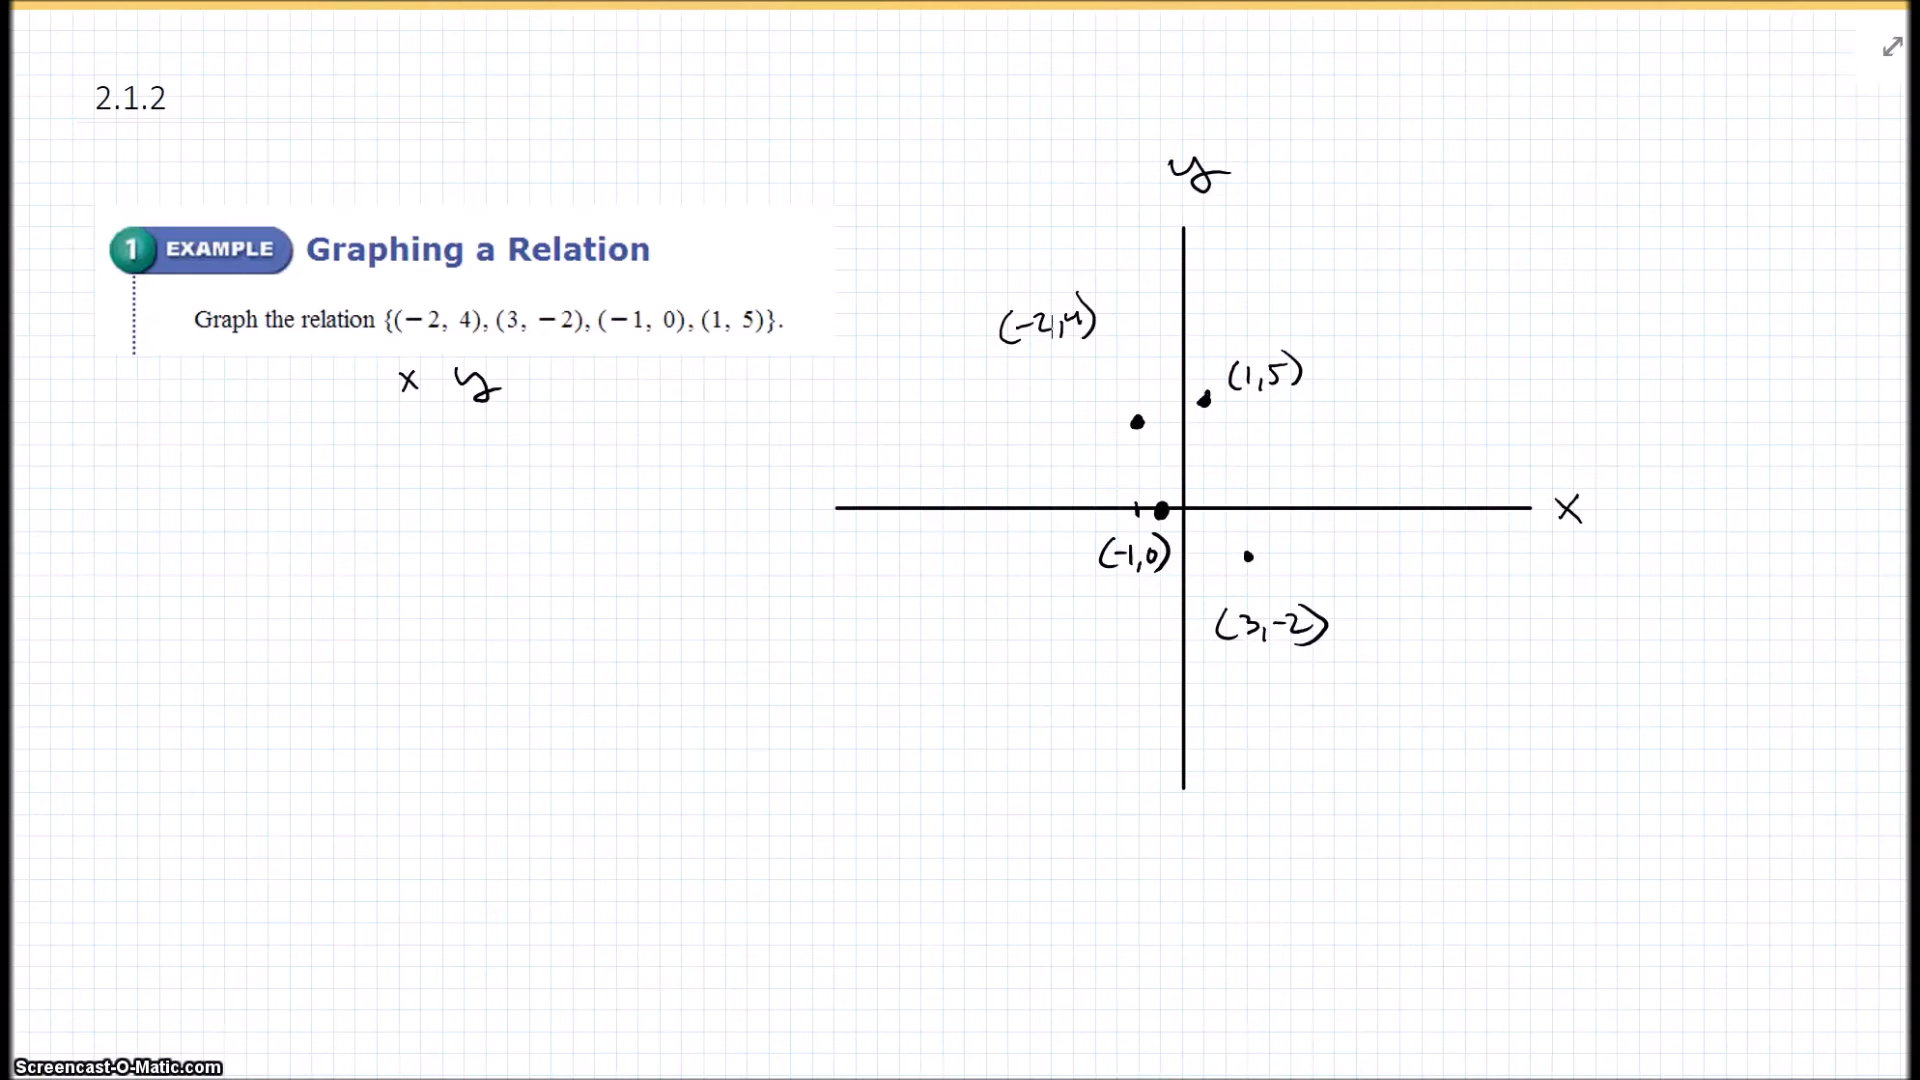 2.1.2
1 EXAMPLE Graphing a Relation
Graph the relation {(−2, 4), (3, −2), (−1, 0), (1, 5)}.
x y
y
(-2,4)
(1,5)
x
(-1,0)
(3,-2)
Screencast-O-Matic.com